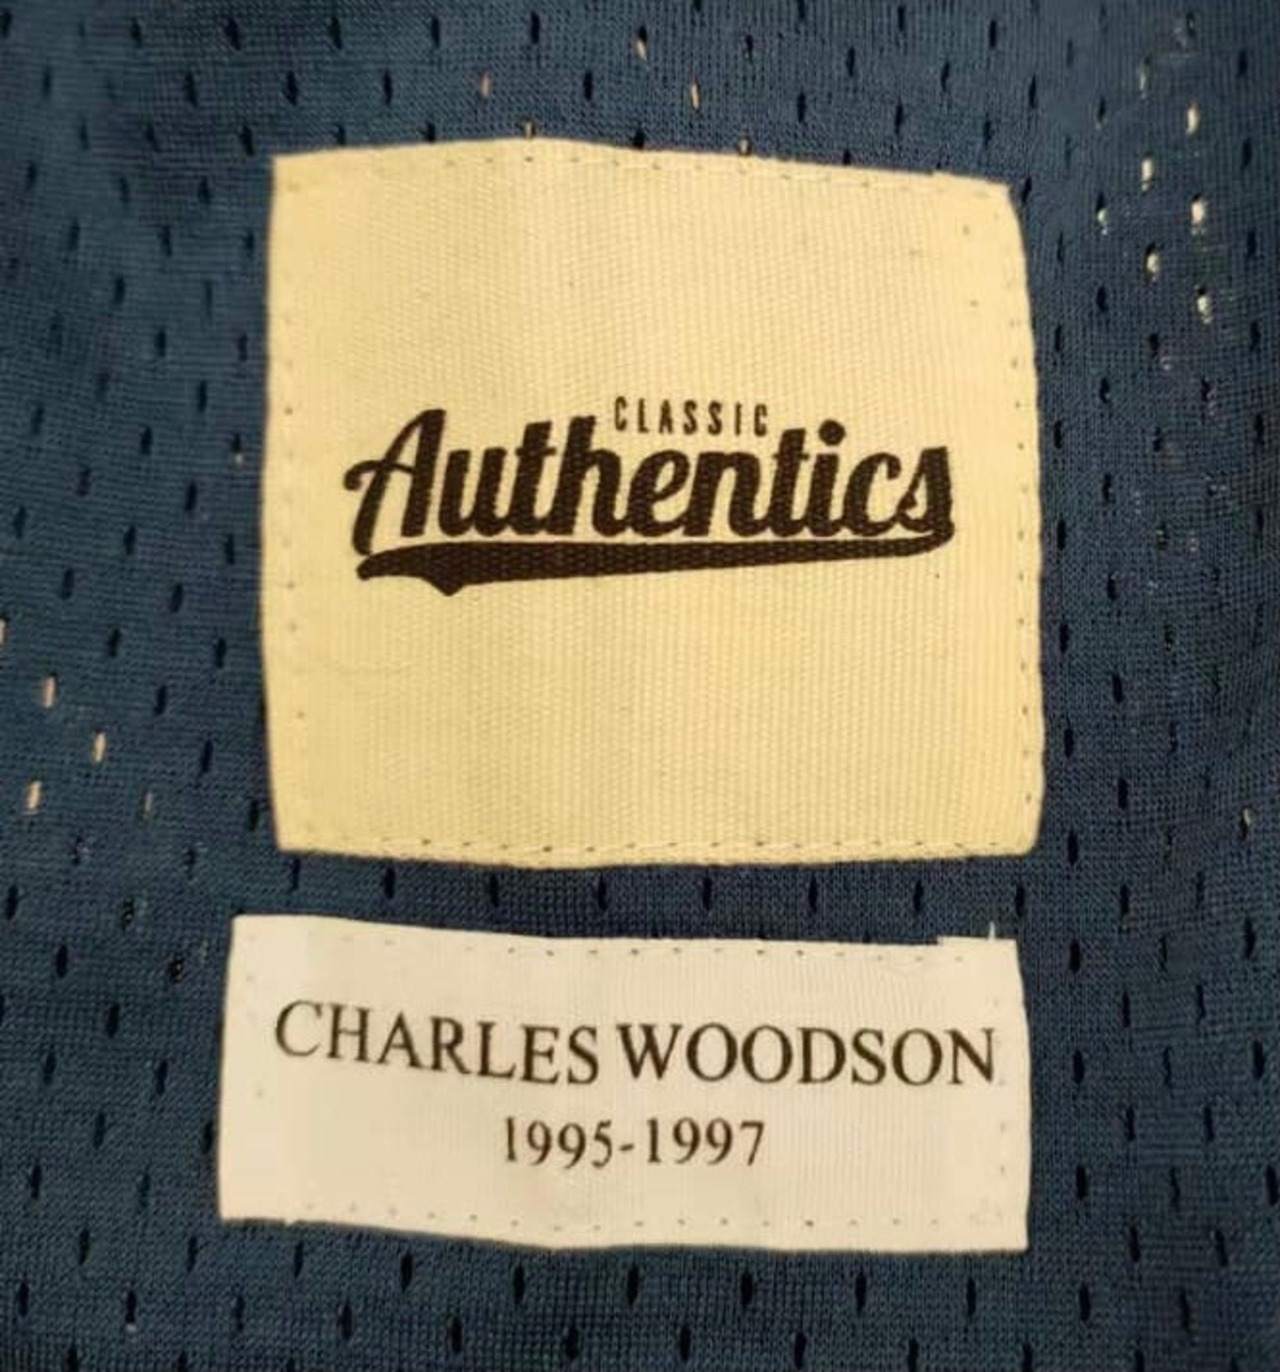 CLASSIC
Authentics
CHARLES WOODSON
1995-1997